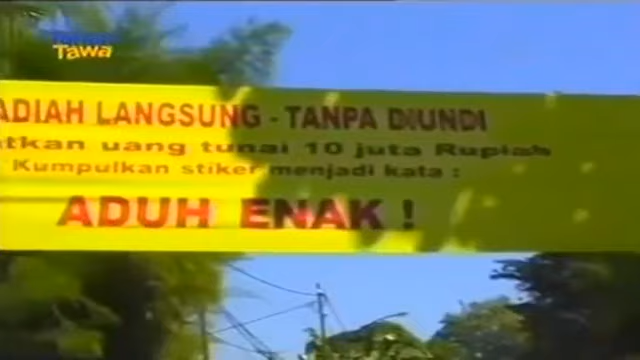 Tawa
ADIAH LANGSUNG - TANPA DIUNDI
atkan uang tunai 10 juta Rupiah
Kumpulkan stiker menjadi kata :
ADUH ENAK !